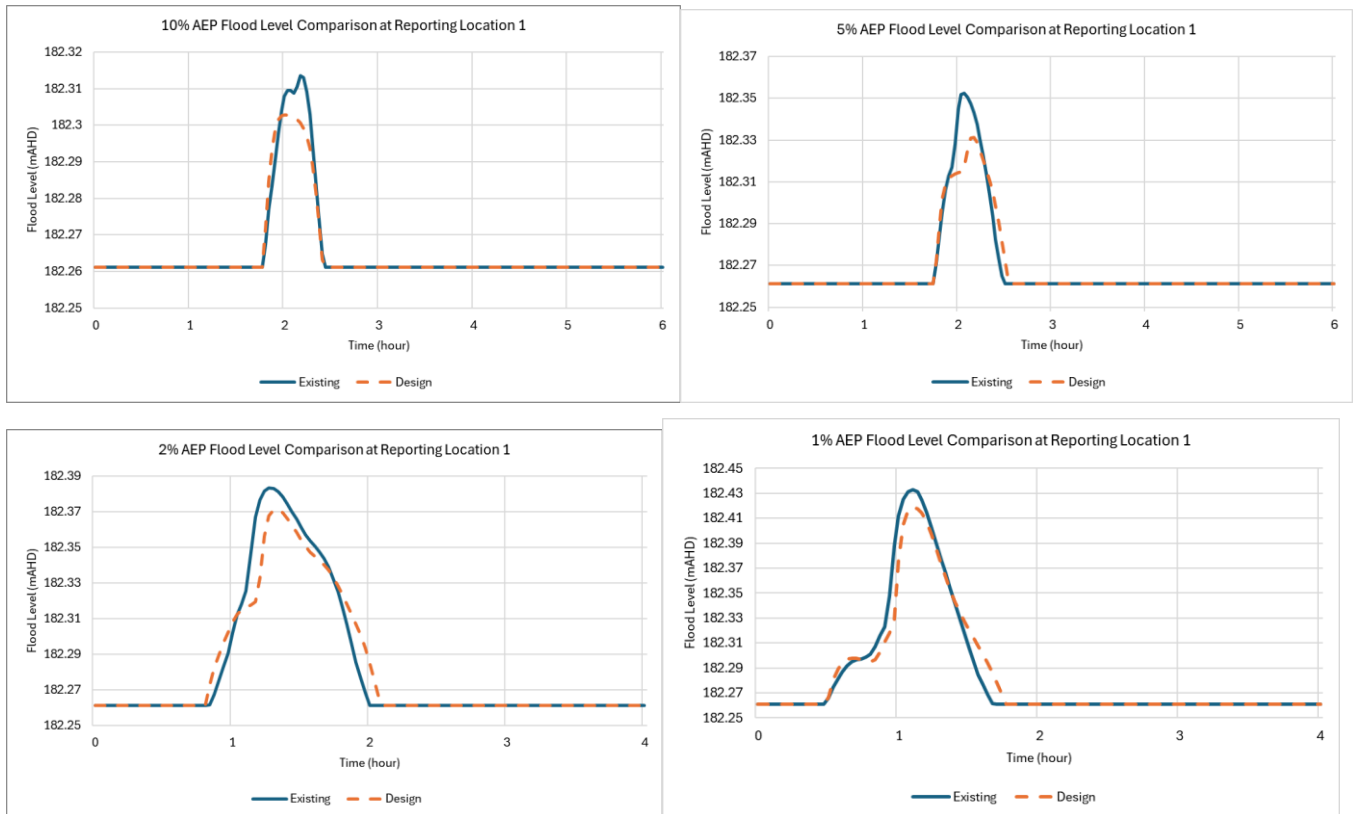 10% AEP Flood Level Comparison at Reporting Location 1
182.32
182.31
182.3
182.29
182.28
182.27
182.26
182.25
Flood Level (mAHD)
0 1 2 3 4 5 6
Time (hour)
Existing Design
5% AEP Flood Level Comparison at Reporting Location 1
182.37
182.35
182.33
182.31
182.29
182.27
182.25
Flood Level (mAHD)
0 1 2 3 4 5 6
Time (hour)
Existing Design
2% AEP Flood Level Comparison at Reporting Location 1
182.39
182.37
182.35
182.33
182.31
182.29
182.27
182.25
Flood Level (mAHD)
0 1 2 3 4
Time (hour)
Existing Design
1% AEP Flood Level Comparison at Reporting Location 1
182.45
182.43
182.41
182.39
182.37
182.35
182.33
182.31
182.29
182.27
182.25
Flood Level (mAHD)
0 1 2 3 4
Time (hour)
Existing Design